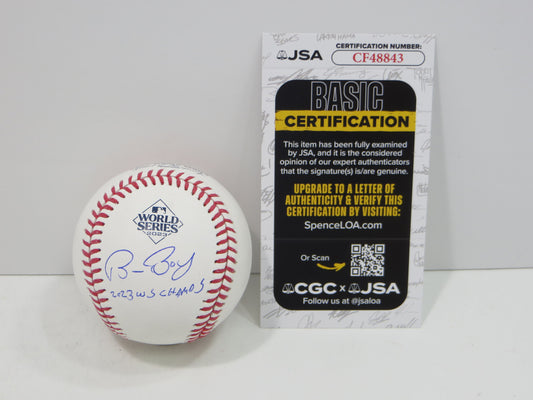 WORLD
SERIES
2023
2023 WS CHAMPS
JSA
CERTIFICATION NUMBER:
CF48843
BASIC
CERTIFICATION
This item has been fully examined
by JSA, and it is the considered
opinion of our expert authenticators
that the signature(s) is/are genuine.
UPGRADE TO A LETTER OF
AUTHENTICITY & VERIFY THIS
CERTIFICATION BY VISITING:
SpenceLOA.com
Or Scan
CGC x JSA
Follow us at @jsaloa